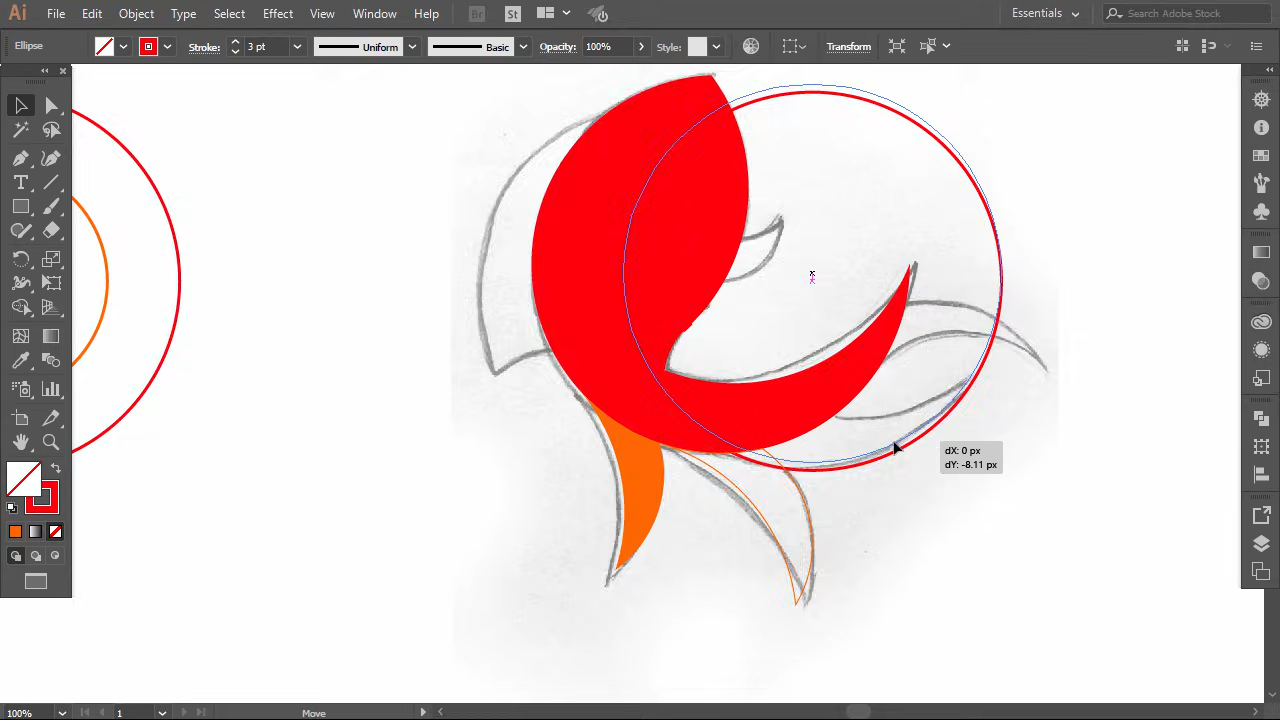 Ai File Edit Object Type Select Effect View Window Help Br St Essentials Search Adobe Stock
Ellipse Stroke: 3 pt Uniform Basic Opacity: 100% Style: Transform
dX: 0 px
dY: -8.11 px
100% 1 Move